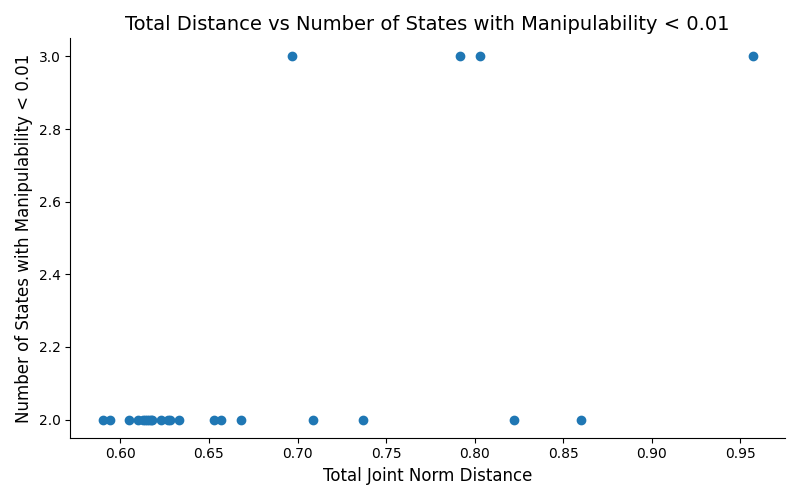 Total Distance vs Number of States with Manipulability < 0.01
Number of States with Manipulability < 0.01
3.0
2.8
2.6
2.4
2.2
2.0
0.60 0.65 0.70 0.75 0.80 0.85 0.90 0.95
Total Joint Norm Distance